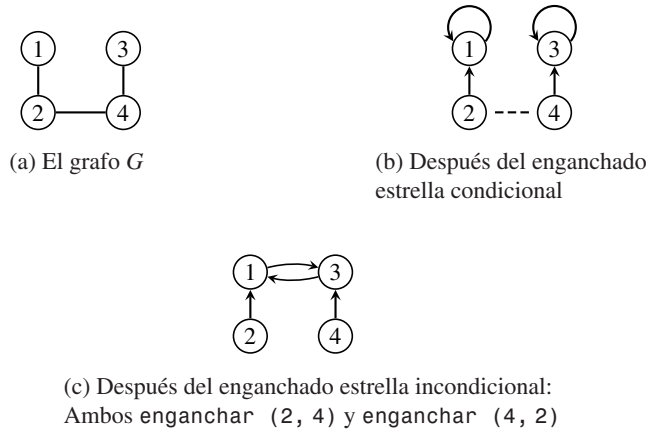 1 3
2 4
(a) El grafo G
1 3
2 4
(b) Después del enganchado
estrella condicional
1 3
2 4
(c) Después del enganchado estrella incondicional:
Ambos enganchar (2, 4) y enganchar (4, 2)